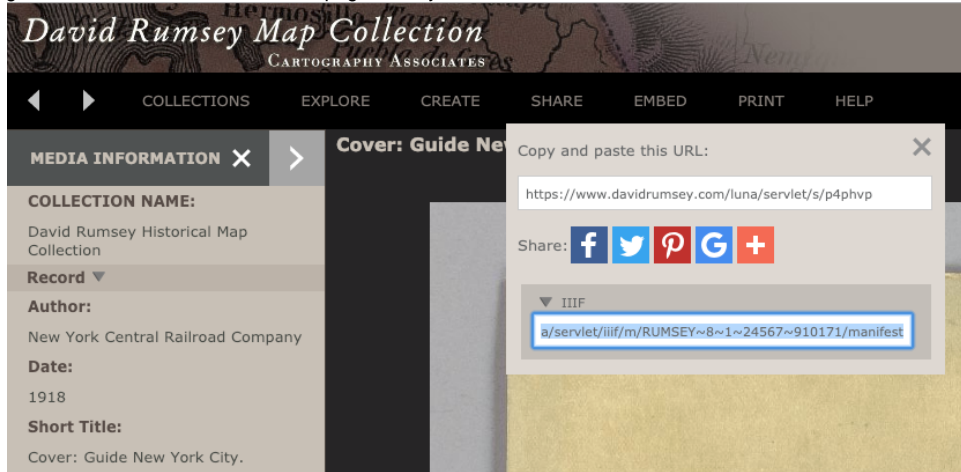 David Rumsey Map Collection
CARTOGRAPHY ASSOCIATES
COLLECTIONS EXPLORE CREATE SHARE EMBED PRINT HELP
MEDIA INFORMATION
COLLECTION NAME:
David Rumsey Historical Map
Collection
Record
Author:
New York Central Railroad Company
Date:
1918
Short Title:
Cover: Guide New York City.
Cover: Guide Ne
Copy and paste this URL:
https://www.davidrumsey.com/luna/servlet/s/p4phvp
Share:
IIIF
a/servlet/iiif/m/RUMSEY~8~1~24567~910171/manifest